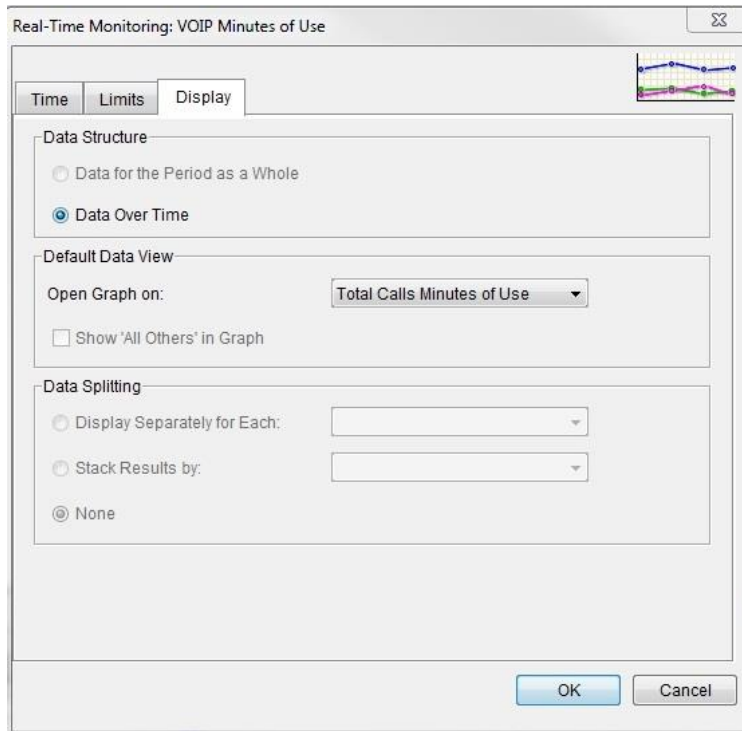 Real-Time Monitoring: VOIP Minutes of Use
Time Limits Display
Data Structure
Data for the Period as a Whole
Data Over Time
Default Data View
Open Graph on: Total Calls Minutes of Use
Show 'All Others' in Graph
Data Splitting
Display Separately for Each:
Stack Results by:
None
OK Cancel